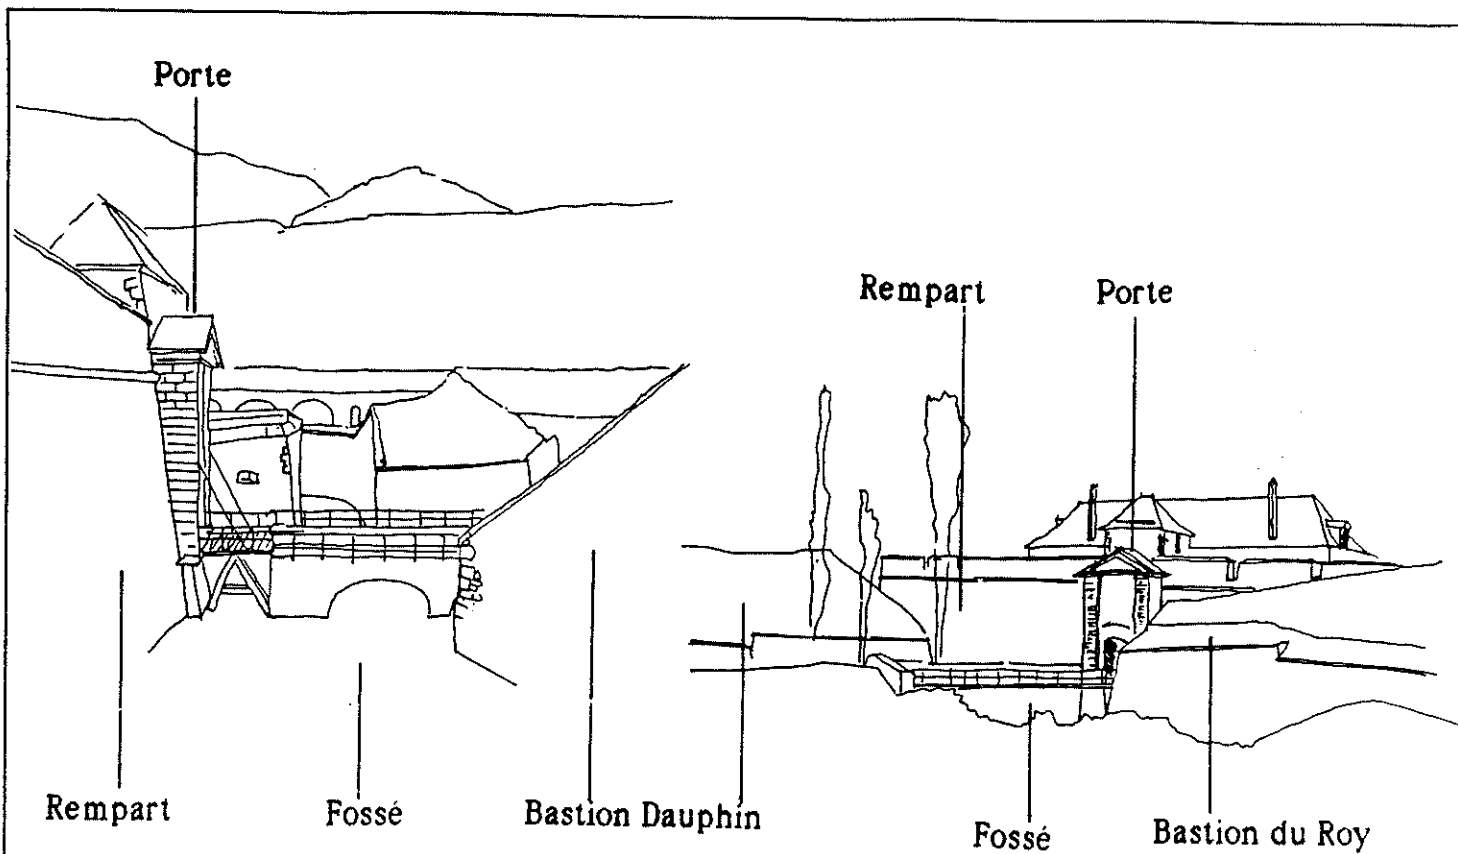 Porte
Rempart
Porte
Rempart
Fossé
Bastion Dauphin
Fossé
Bastion du Roy